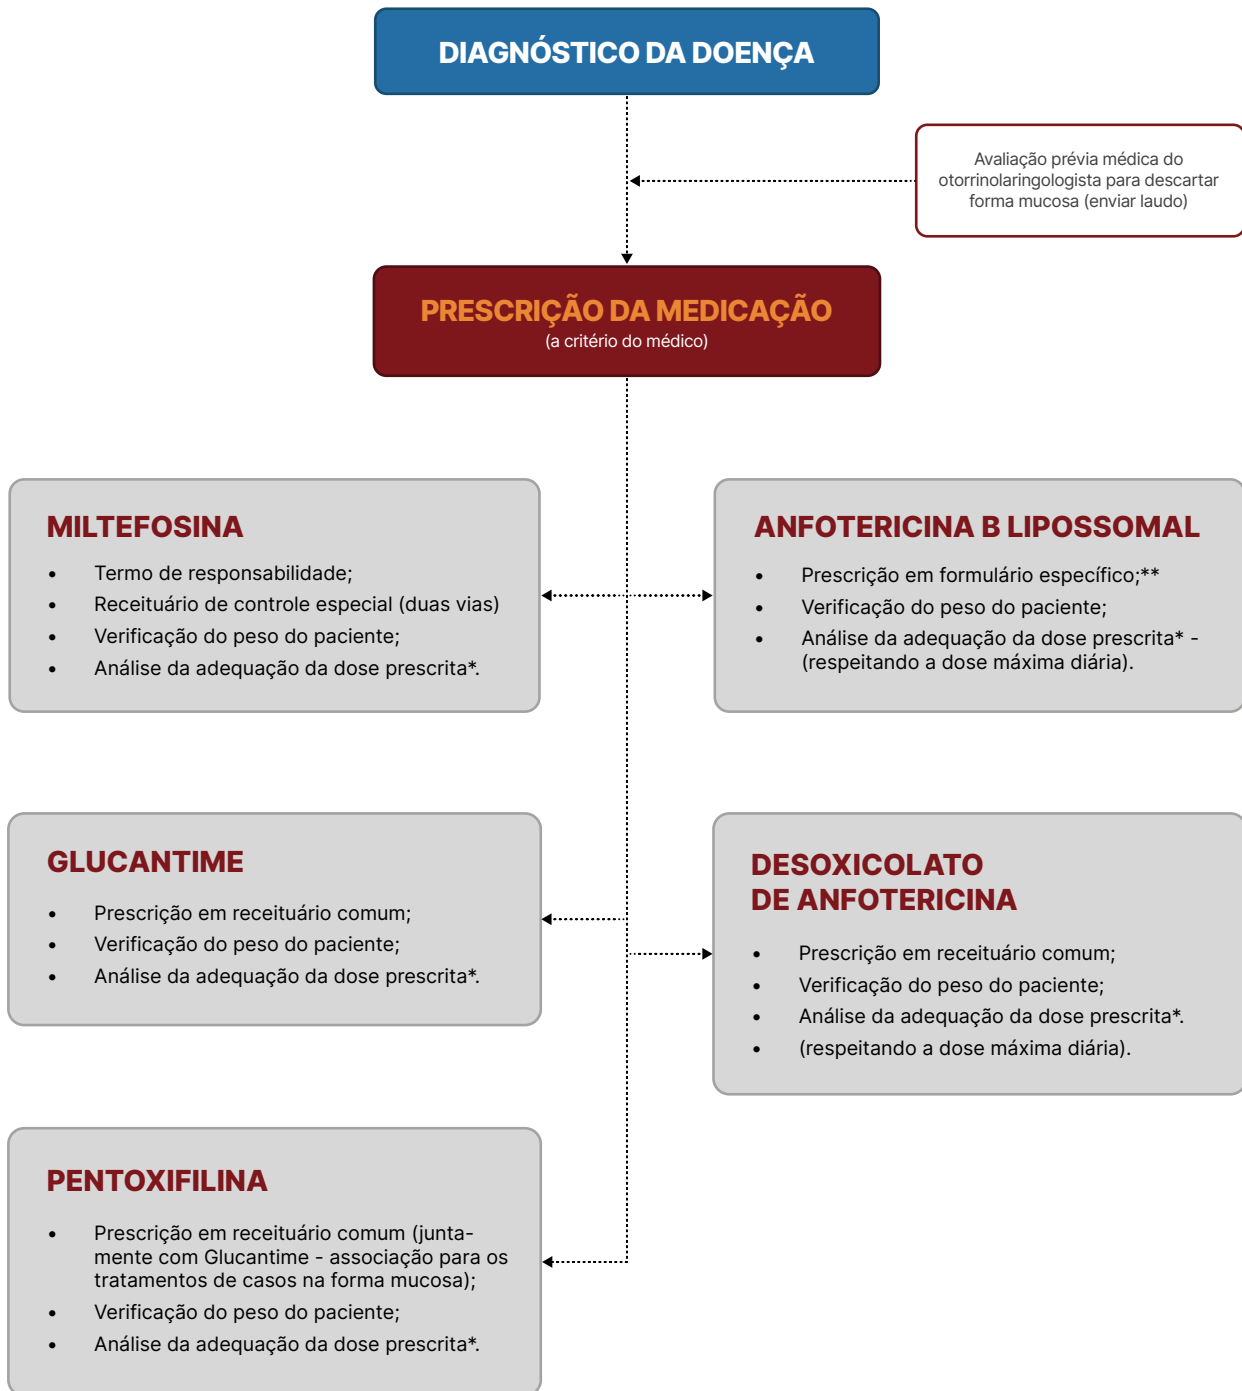 DIAGNÓSTICO DA DOENÇA
Avaliação prévia médica do
otorrinolaringologista para descartar
forma mucosa (enviar laudo)
PRESCRIÇÃO DA MEDICAÇÃO
(a critério do médico)
MILTEFOSINA
• Termo de responsabilidade;
• Receituário de controle especial (duas vias)
• Verificação do peso do paciente;
• Análise da adequação da dose prescrita*.
ANFOTERICINA B LIPOSSOMAL
• Prescrição em formulário específico;**
• Verificação do peso do paciente;
• Análise da adequação da dose prescrita* -
(respeitando a dose máxima diária).
GLUCANTIME
• Prescrição em receituário comum;
• Verificação do peso do paciente;
• Análise da adequação da dose prescrita*.
DESOXICOLATO
DE ANFOTERICINA
• Prescrição em receituário comum;
• Verificação do peso do paciente;
• Análise da adequação da dose prescrita*.
• (respeitando a dose máxima diária).
PENTOXIFILINA
• Prescrição em receituário comum (junta-
mente com Glucantime - associação para os
tratamentos de casos na forma mucosa);
• Verificação do peso do paciente;
• Análise da adequação da dose prescrita*.